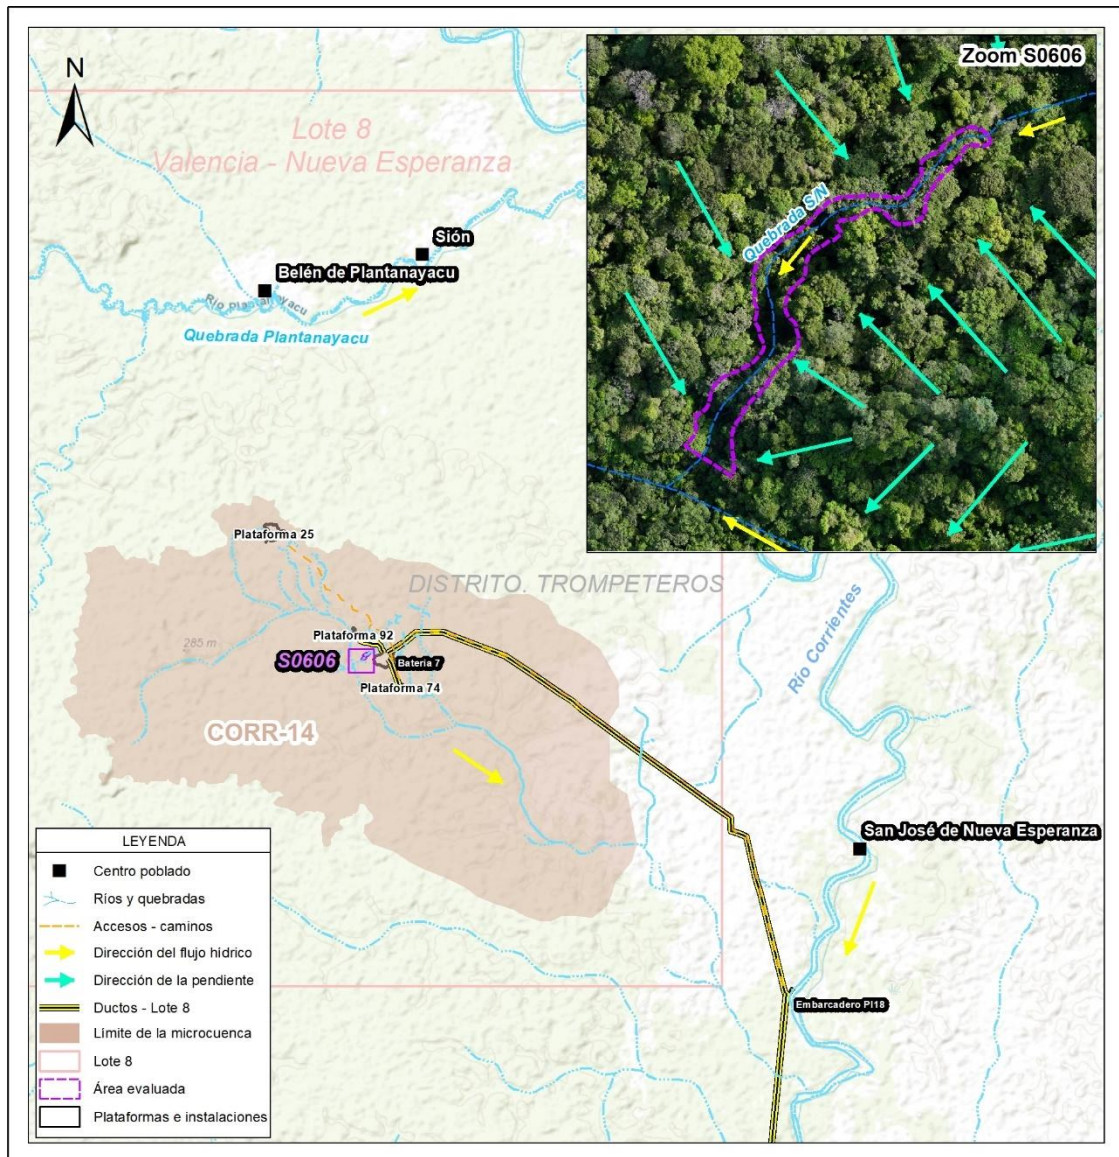 N
Zoom S0606
Lote 8
Valencia - Nueva Esperanza
Quebrada S/N
Sión
Belén de Plantanayacu
Río Plantanayacu
Quebrada Plantanayacu
Plataforma 25
DISTRITO. TROMPETEROS
Plataforma 92
285 m
S0606
Batería 7
Plataforma 74
Río Corrientes
CORR-14
San José de Nueva Esperanza
Embarcadero PI18
LEYENDA
Centro poblado
Ríos y quebradas
Accesos - caminos
Dirección del flujo hídrico
Dirección de la pendiente
Ductos - Lote 8
Límite de la microcuenca
Lote 8
Área evaluada
Plataformas e instalaciones